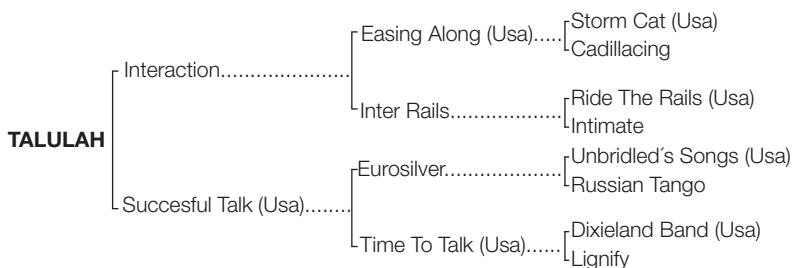 Storm Cat (Usa)
Easing Along (Usa).....
Cadillacing
Interaction.....................
Ride The Rails (Usa)
Inter Rails...................
Intimate
TALULAH
Unbridled´s Songs (Usa)
Eurosilver....................
Russian Tango
Succesful Talk (Usa)........
Dixieland Band (Usa)
Time To Talk (Usa)......
Lignify